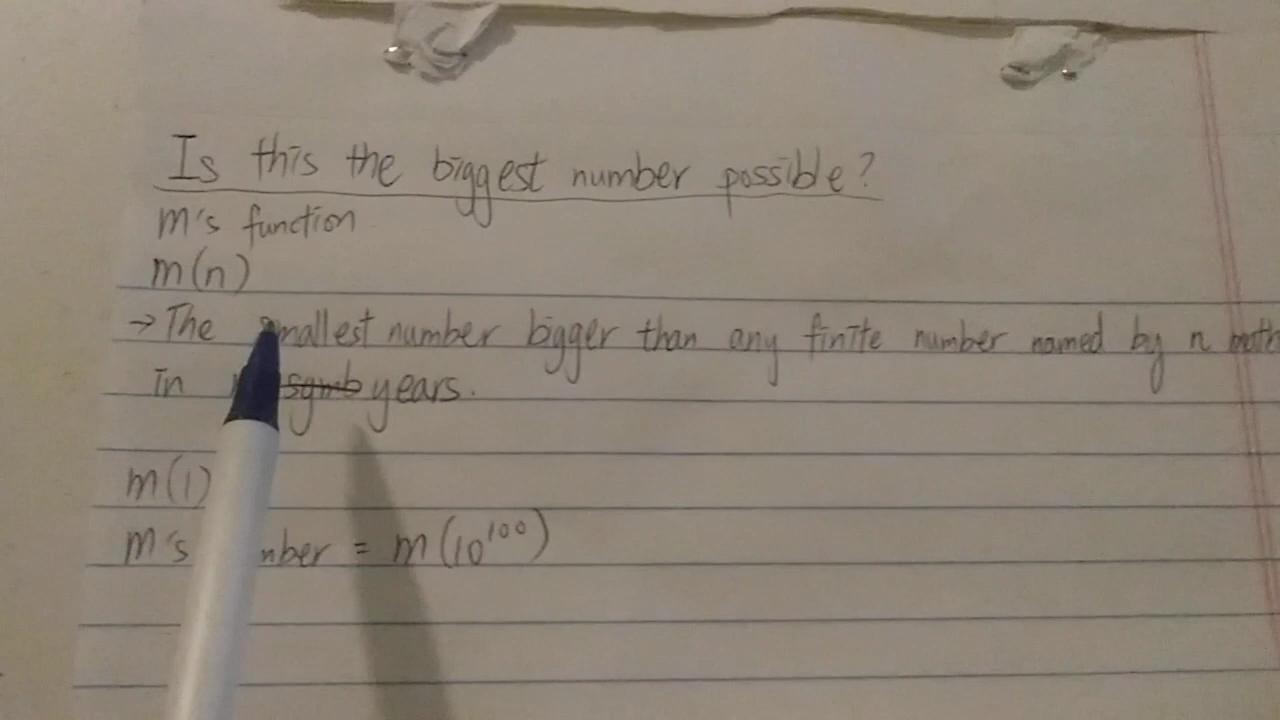 Is this the biggest number possible?
m's function
m(n)
→ The smallest number bigger than any finite number named by n
in years.
m(1)
m's = m(10¹⁰⁰)